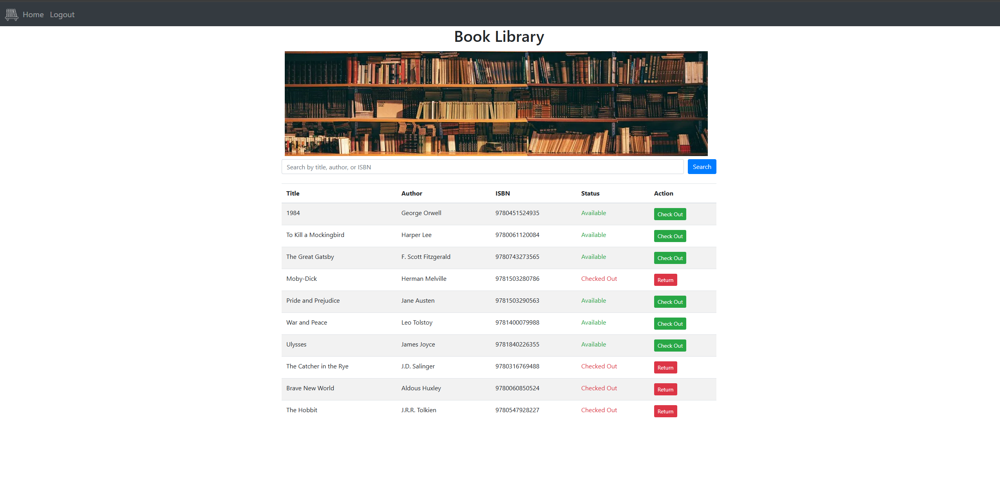 Home Logout
Book Library
Search by title, author, or ISBN Search
Title Author ISBN Status Action
1984 George Orwell 9780451524935 Available Check Out
To Kill a Mockingbird Harper Lee 9780061120084 Available Check Out
The Great Gatsby F. Scott Fitzgerald 9780743273565 Available Check Out
Moby-Dick Herman Melville 9781503280786 Checked Out Return
Pride and Prejudice Jane Austen 9781503290563 Available Check Out
War and Peace Leo Tolstoy 9781400079988 Available Check Out
Ulysses James Joyce 9781840226355 Available Check Out
The Catcher in the Rye J.D. Salinger 9780316769488 Checked Out Return
Brave New World Aldous Huxley 9780060850524 Checked Out Return
The Hobbit J.R.R. Tolkien 9780547928227 Checked Out Return